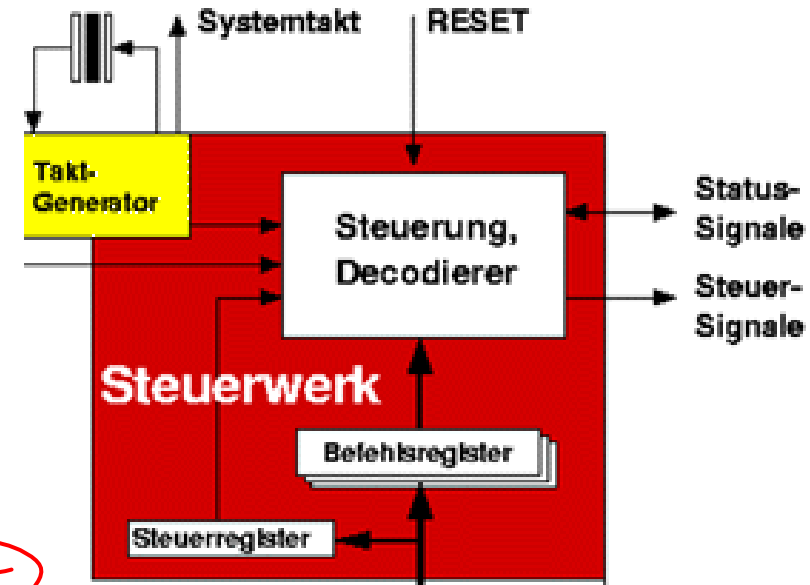 Systemtakt
RESET
Takt-
Generator
Steuerung,
Decodierer
Status-
Signale
Steuer-
Signale
Steuerwerk
Befehlsregister
Steuerregister